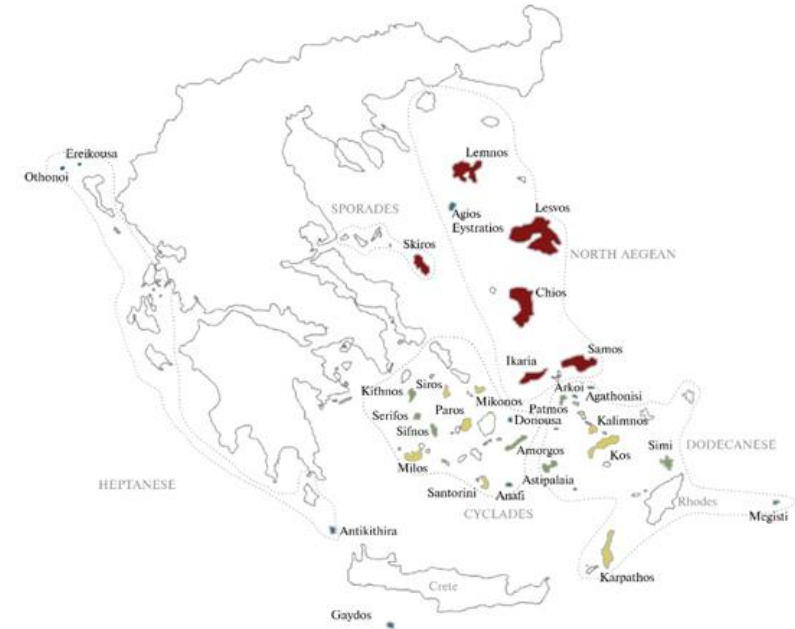 Ereikousa
Othonoi
Lemnos
SPORADES
Agios
Eystratios
Lesvos
Skiros
NORTH AEGEAN
Chios
Samos
Ikaria
Arkoi
Agathonisi
Kithnos
Siros
Mikonos
Patmos
Paros
Donousa
Kalimnos
Serifos
Sifnos
Amorgos
Kos
Simi
DODECANESE
Milos
Astipalaia
Santorini
Anafi
HEPTANESE
CYCLADES
Rhodes
Megisti
Antikithira
Karpathos
Crete
Gaydos